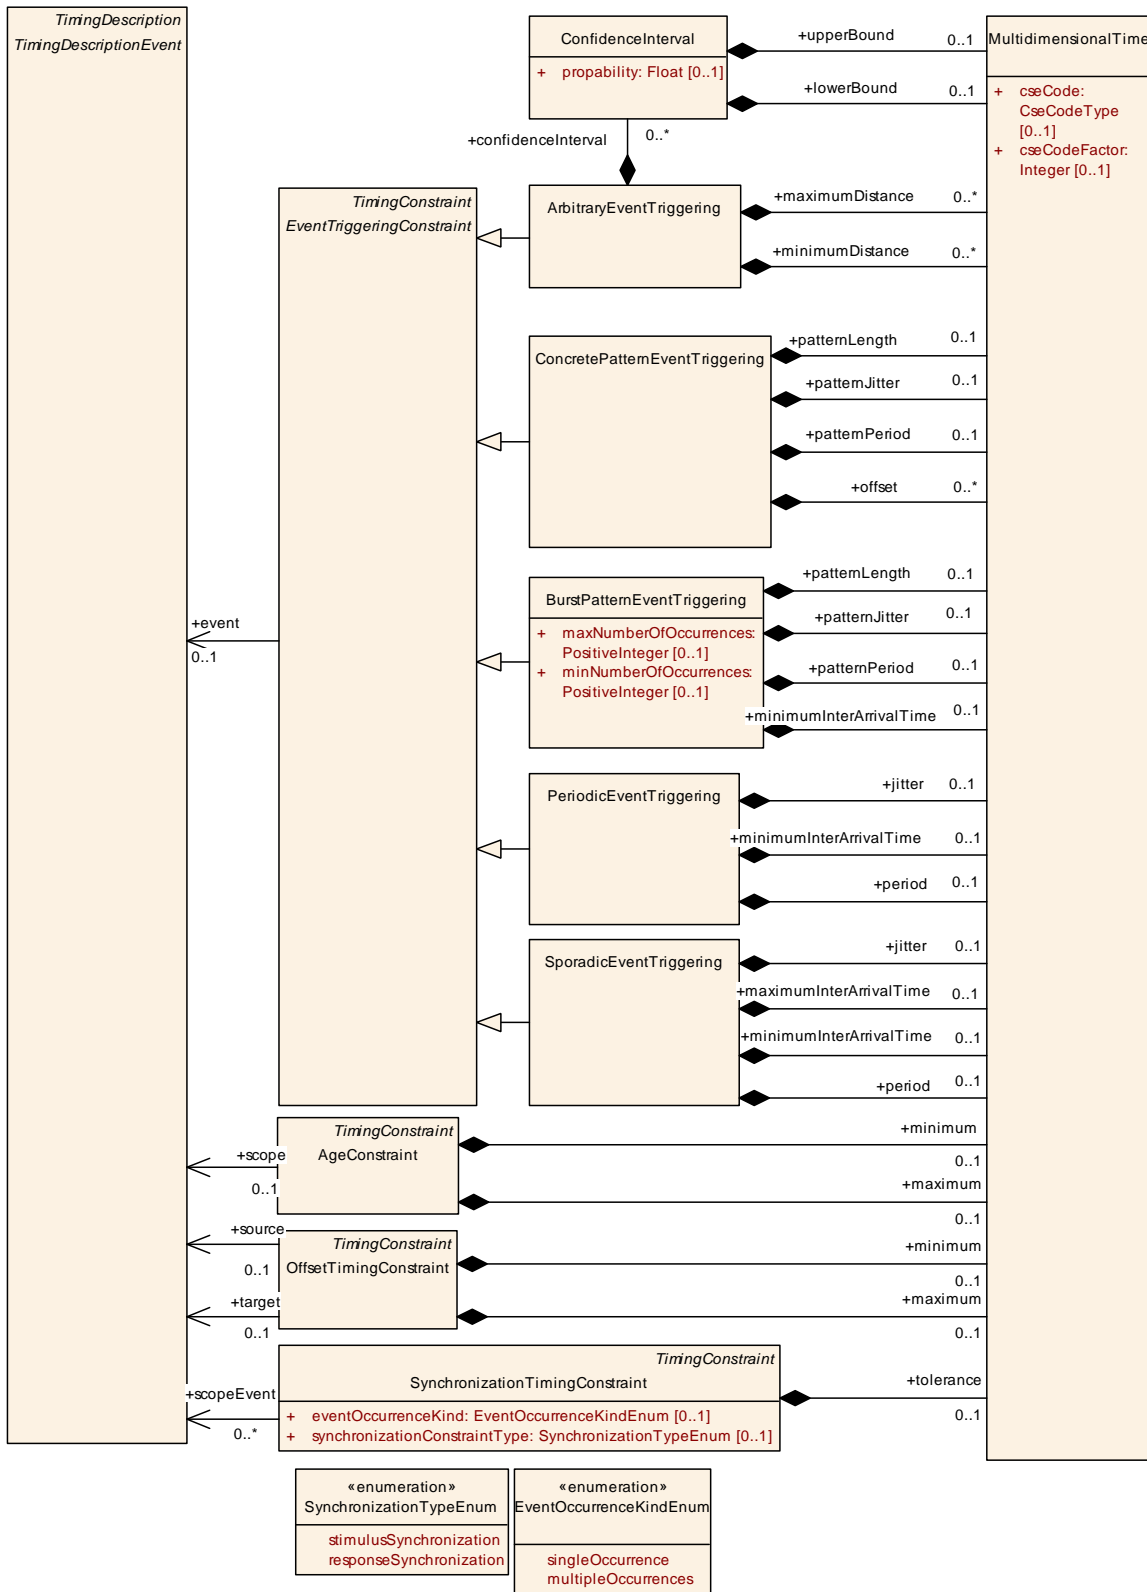 TimingDescription
TimingDescriptionEvent
ConfidenceInterval
+ propability: Float [0..1]
+upperBound
0..1
+lowerBound
0..1
MultidimensionalTime
+ cseCode:
CseCodeType
[0..1]
+ cseCodeFactor:
Integer [0..1]
+confidenceInterval
0..*
TimingConstraint
EventTriggeringConstraint
ArbitraryEventTriggering
+maximumDistance
0..*
+minimumDistance
0..*
ConcretePatternEventTriggering
+patternLength
0..1
+patternJitter
0..1
+patternPeriod
0..1
+offset
0..*
BurstPatternEventTriggering
+ maxNumberOfOccurrences:
PositiveInteger [0..1]
+ minNumberOfOccurrences:
PositiveInteger [0..1]
+patternLength
0..1
+patternJitter
0..1
+patternPeriod
0..1
+minimumInterArrivalTime
0..1
+event
0..1
PeriodicEventTriggering
+jitter
0..1
+minimumInterArrivalTime
0..1
+period
0..1
SporadicEventTriggering
+jitter
0..1
+maximumInterArrivalTime
0..1
+minimumInterArrivalTime
0..1
+period
0..1
TimingConstraint
AgeConstraint
+scope
0..1
+minimum
0..1
+maximum
0..1
TimingConstraint
OffsetTimingConstraint
+source
0..1
+target
0..1
+minimum
0..1
+maximum
0..1
TimingConstraint
SynchronizationTimingConstraint
+ eventOccurrenceKind: EventOccurrenceKindEnum [0..1]
+ synchronizationConstraintType: SynchronizationTypeEnum [0..1]
+scopeEvent
0..*
+tolerance
0..1
«enumeration»
SynchronizationTypeEnum
stimulusSynchronization
responseSynchronization
«enumeration»
EventOccurrenceKindEnum
singleOccurrence
multipleOccurrences